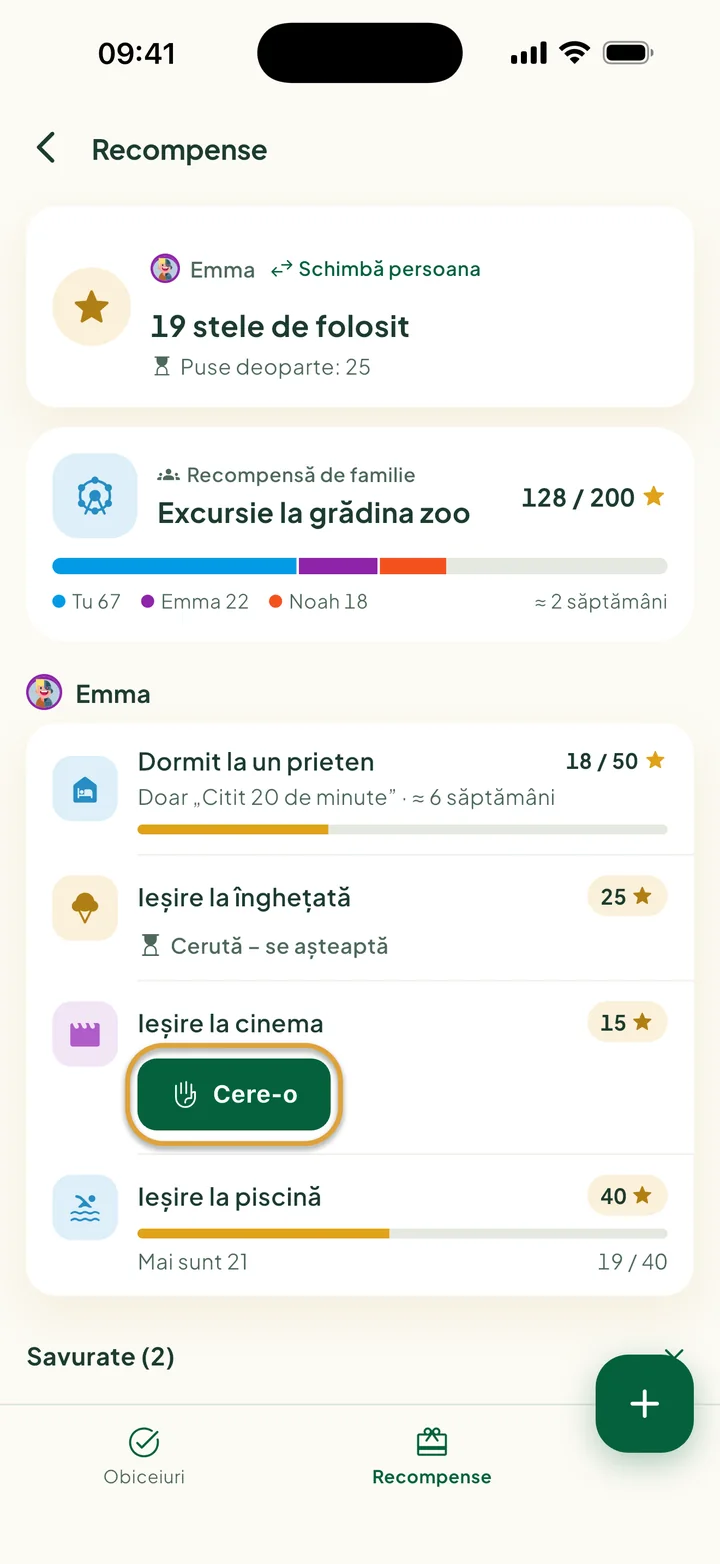 09:41
Recompense
Emma Schimbă persoana
19 stele de folosit
Puse deoparte: 25
Recompensă de familie
Excursie la grădina zoo
128 / 200
Tu 67 Emma 22 Noah 18 ≈ 2 săptămâni
Emma
Dormit la un prieten 18 / 50
Doar „Citit 20 de minute” · ≈ 6 săptămâni
Ieșire la înghețată 25
Cerută – se așteaptă
Ieșire la cinema 15
Cere-o
Ieșire la piscină 40
Mai sunt 21 19 / 40
Savurate (2)
Obiceiuri Recompense